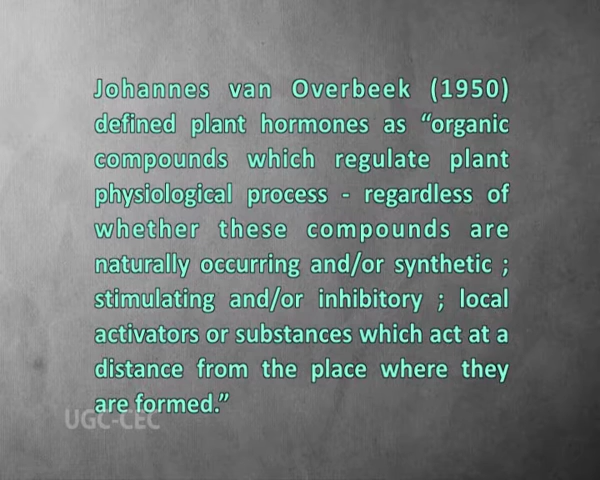 Johannes van Overbeek (1950)
defined plant hormones as “organic
compounds which regulate plant
physiological process - regardless of
whether these compounds are
naturally occurring and/or synthetic ;
stimulating and/or inhibitory ; local
activators or substances which act at a
distance from the place where they
are formed.”
UGC-CEC